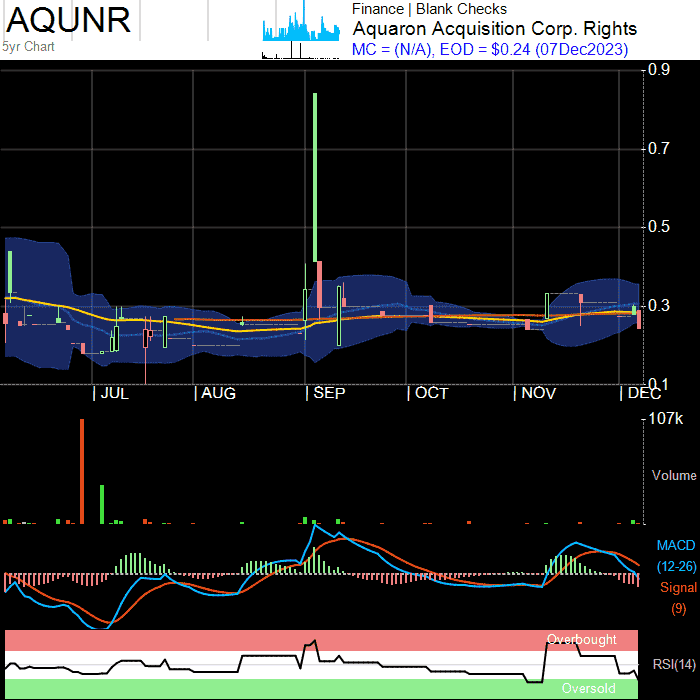 AQUNR
5yr Chart
Finance | Blank Checks
Aquaron Acquisition Corp. Rights
MC = (N/A), EOD = $0.24 (07Dec2023)
0.9
0.7
0.5
0.3
0.1
| JUL
| AUG
| SEP
| OCT
| NOV
| DEC
107k
Volume
MACD
(12-26)
Signal
(9)
Overbought
RSI(14)
Oversold